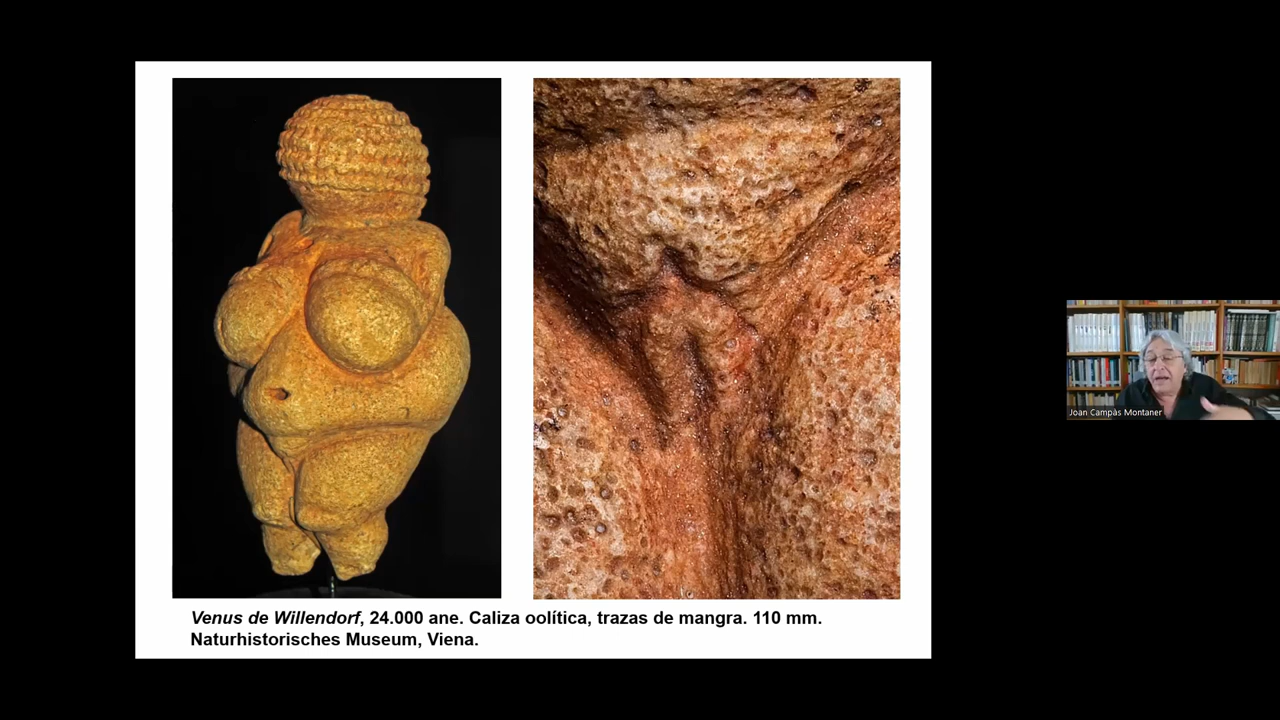 Venus de Willendorf, 24.000 ane. Caliza oolítica, trazas de mangra. 110 mm.
Naturhistorisches Museum, Viena.
Joan Campàs Montaner